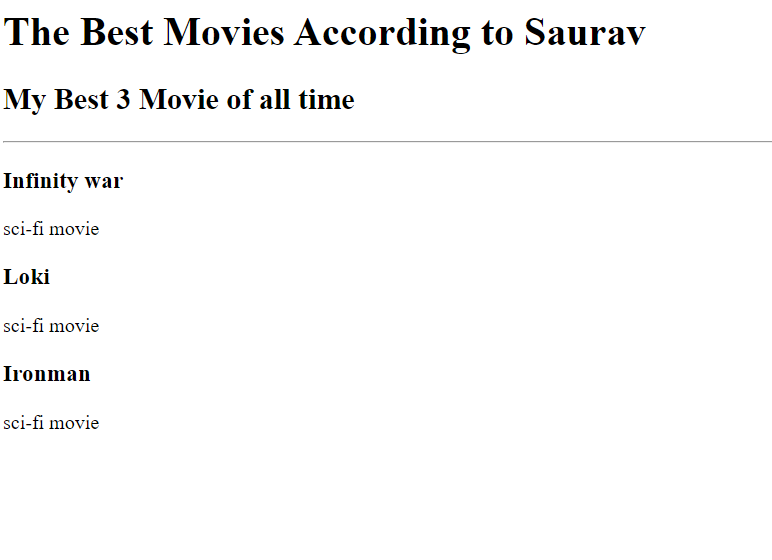 The Best Movies According to Saurav
My Best 3 Movie of all time
Infinity war
sci-fi movie
Loki
sci-fi movie
Ironman
sci-fi movie